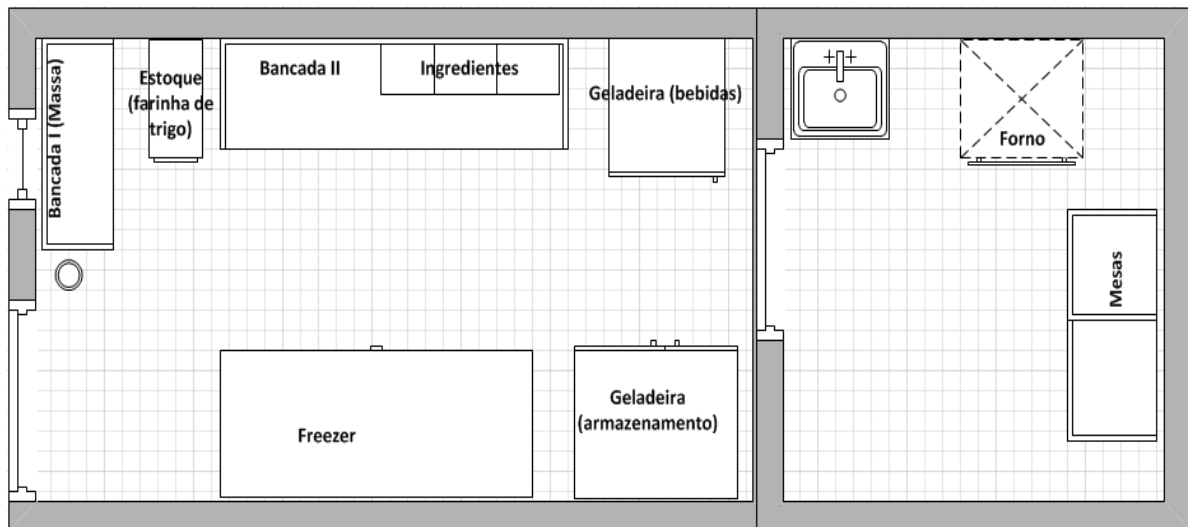 Bancada I (Massa)
Estoque
(farinha de
trigo)
Bancada II
Ingredientes
Geladeira (bebidas)
Forno
Mesas
Freezer
Geladeira
(armazenamento)